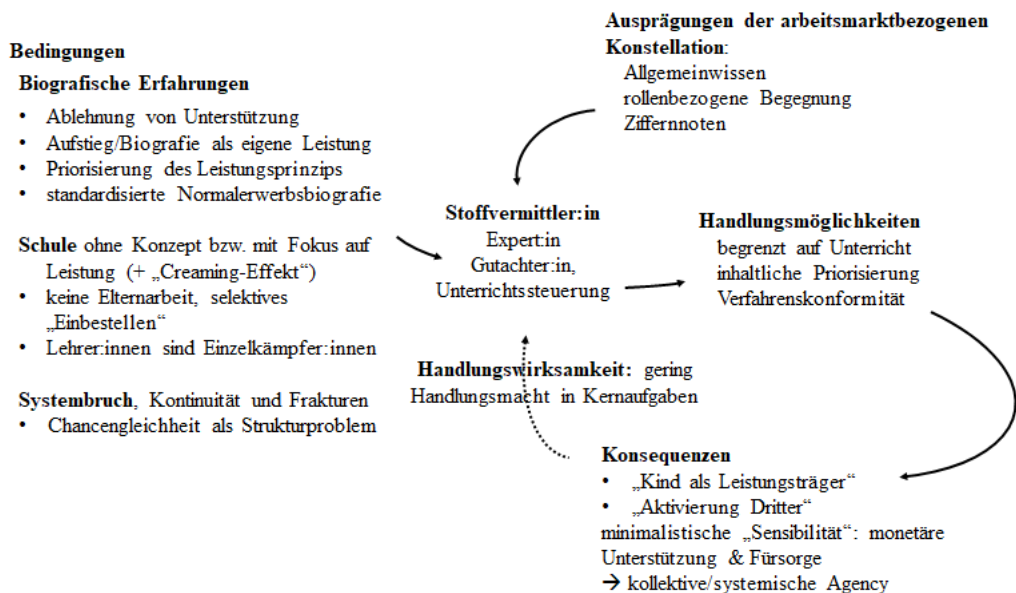 Bedingungen
Biografische Erfahrungen
• Ablehnung von Unterstützung
• Aufstieg/Biografie als eigene Leistung
• Priorisierung des Leistungsprinzips
• standardisierte Normalerwerbsbiografie
Schule ohne Konzept bzw. mit Fokus auf
Leistung (+ „Creaming-Effekt“)
• keine Elternarbeit, selektives
„Einbestellen“
• Lehrer:innen sind Einzelkämpfer:innen
Systembruch, Kontinuität und Frakturen
• Chancengleichheit als Strukturproblem
Ausprägungen der arbeitsmarktbezogenen
Konstellation:
Allgemeinwissen
rollenbezogene Begegnung
Ziffernnoten
Stoffvermittler:in
Expert:in
Gutachter:in,
Unterrichtssteuerung
Handlungsmöglichkeiten
begrenzt auf Unterricht
inhaltliche Priorisierung
Verfahrenskonformität
Handlungswirksamkeit: gering
Handlungsmacht in Kernaufgaben
Konsequenzen
• „Kind als Leistungsträger“
• „Aktivierung Dritter“
minimalistische „Sensibilität“: monetäre
Unterstützung & Fürsorge
→ kollektive/systemische Agency